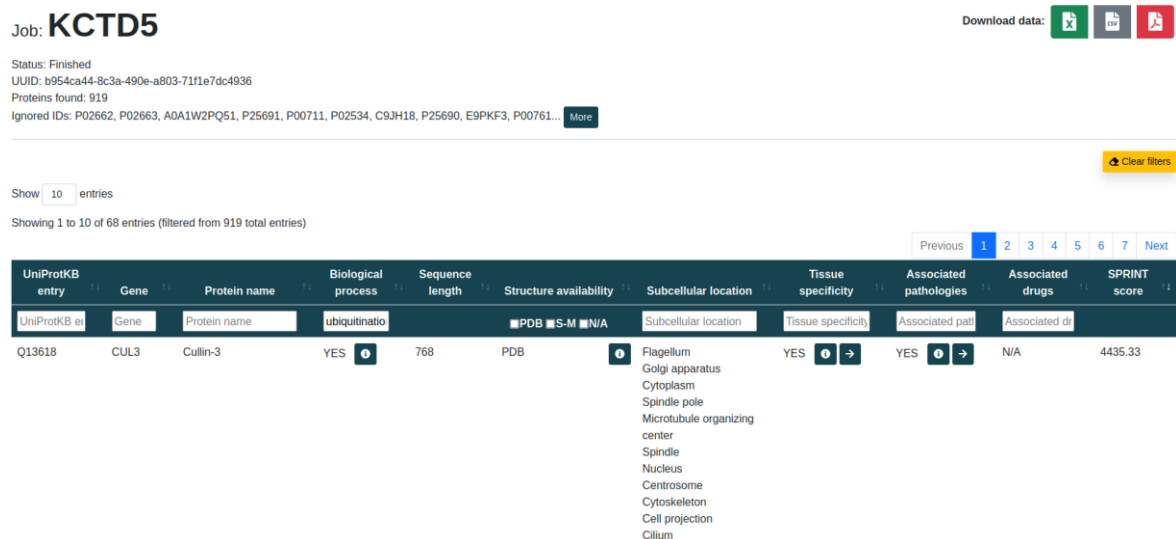 Job: KCTD5
Download data:
CSV
Status: Finished
UUID: b954ca44-8c3a-490e-a803-71f1e7dc4936
Proteins found: 919
Ignored IDs: P02662, P02663, A0A1W2PQ51, P25691, P00711, P02534, C9JH18, P25690, E9PKF3, P00761... More
Clear filters
Show 10 entries
Showing 1 to 10 of 68 entries (filtered from 919 total entries)
Previous 1 2 3 4 5 6 7 Next
UniProtKB entry Gene Protein name Biological process Sequence length Structure availability Subcellular location Tissue specificity Associated pathologies Associated drugs SPRINT score
UniProtKB er Gene Protein name ubiquitinatio PDB S-M N/A Subcellular location Tissue specificity Associated patl Associated dr
Q13618 CUL3 Cullin-3 YES 768 PDB Flagellum YES YES N/A 4435.33
Golgi apparatus
Cytoplasm
Spindle pole
Microtubule organizing
center
Spindle
Nucleus
Centrosome
Cytoskeleton
Cell projection
Cilium